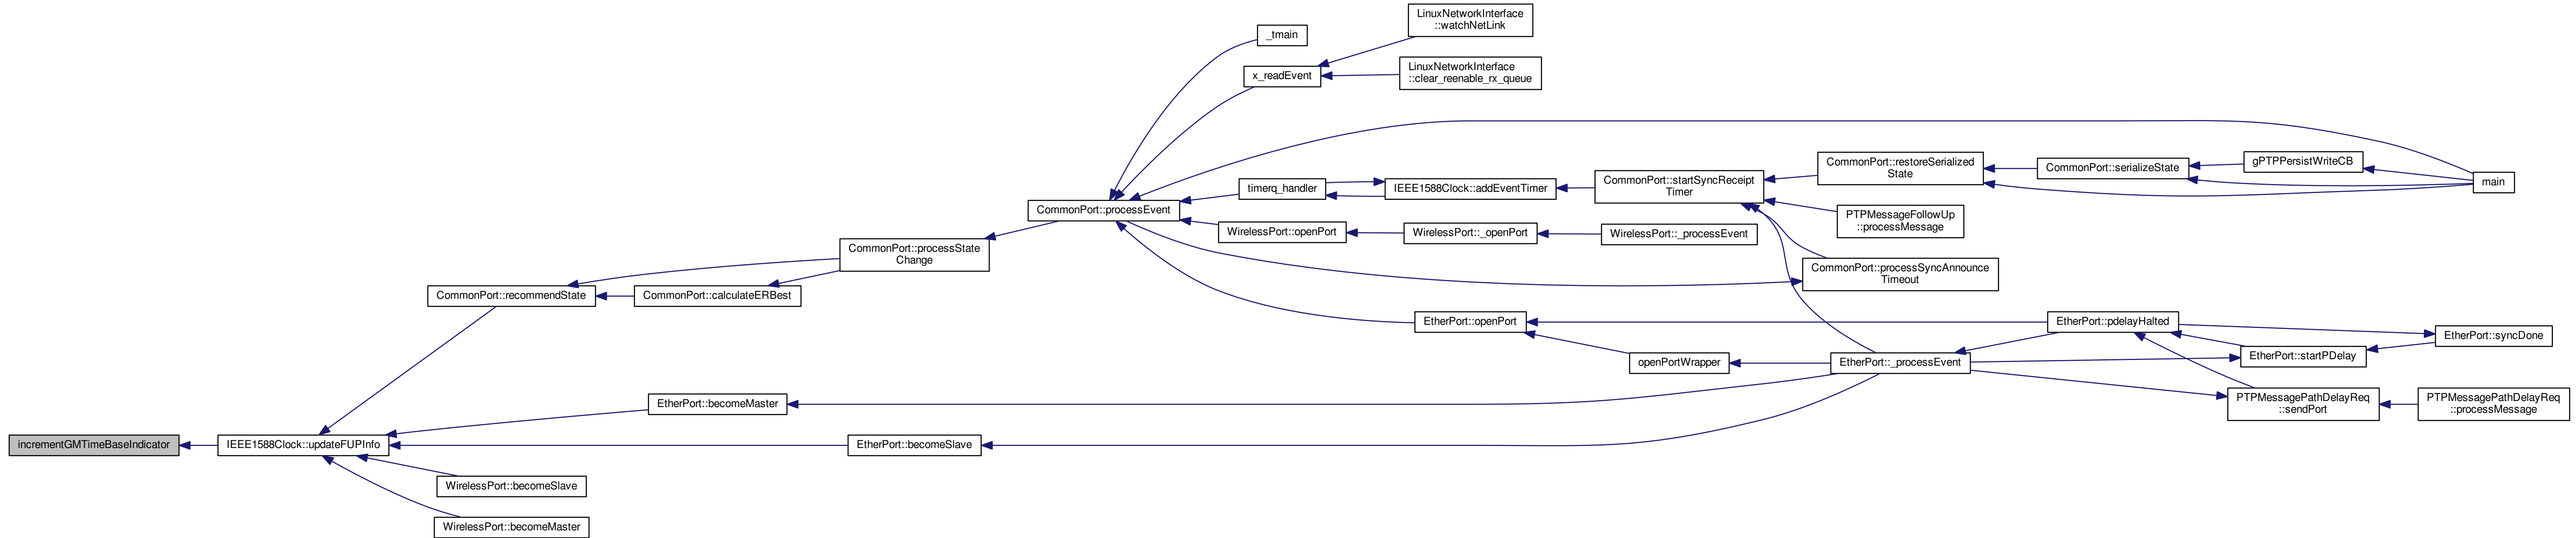 LinuxNetworkInterface
::watchNetLink
_tmain
x_readEvent
LinuxNetworkInterface
::clear_reenable_rx_queue
CommonPort::restoreSerialized
State
CommonPort::serializeState
gPTPPersistWriteCB
main
timerq_handler
IEEE1588Clock::addEventTimer
CommonPort::startSyncReceipt
Timer
CommonPort::processEvent
PTPMessageFollowUp
::processMessage
WirelessPort::openPort
WirelessPort::_openPort
WirelessPort::_processEvent
CommonPort::processState
Change
CommonPort::processSyncAnnounce
Timeout
CommonPort::recommendState
CommonPort::calculateERBest
EtherPort::openPort
EtherPort::pdelayHalted
EtherPort::syncDone
openPortWrapper
EtherPort::_processEvent
EtherPort::startPDelay
EtherPort::becomeMaster
PTPMessagePathDelayReq
::sendPort
PTPMessagePathDelayReq
::processMessage
incrementGMTimeBaseIndicator
IEEE1588Clock::updateFUPInfo
EtherPort::becomeSlave
WirelessPort::becomeSlave
WirelessPort::becomeMaster